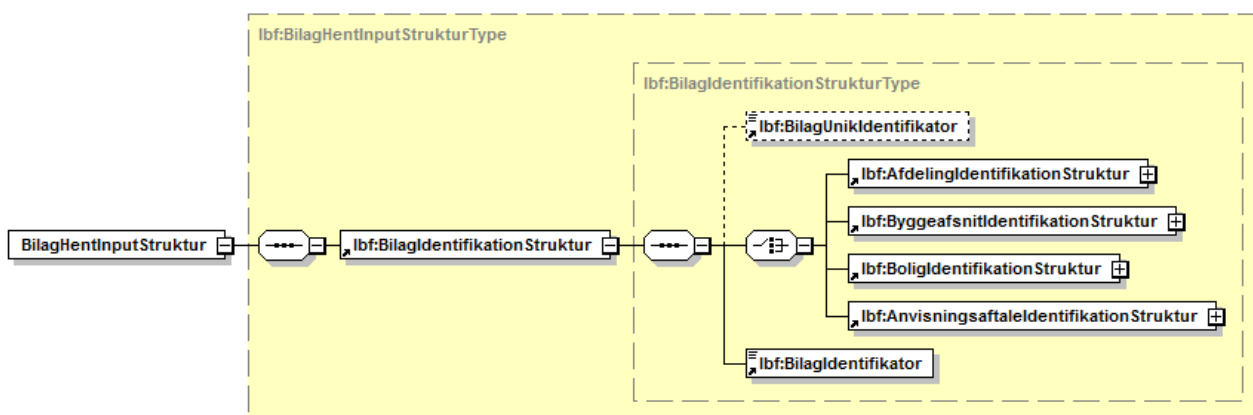 lbf:BilagHentInputStrukturType
lbf:BilagIdentifikationStrukturType
lbf:BilagUnikIdentifikator
lbf:AfdelingIdentifikationStruktur
lbf:ByggeafsnitIdentifikationStruktur
BilagHentInputStruktur
lbf:BilagIdentifikationStruktur
lbf:BoligIdentifikationStruktur
lbf:AnvisningsaftaleIdentifikationStruktur
lbf:BilagIdentifikator